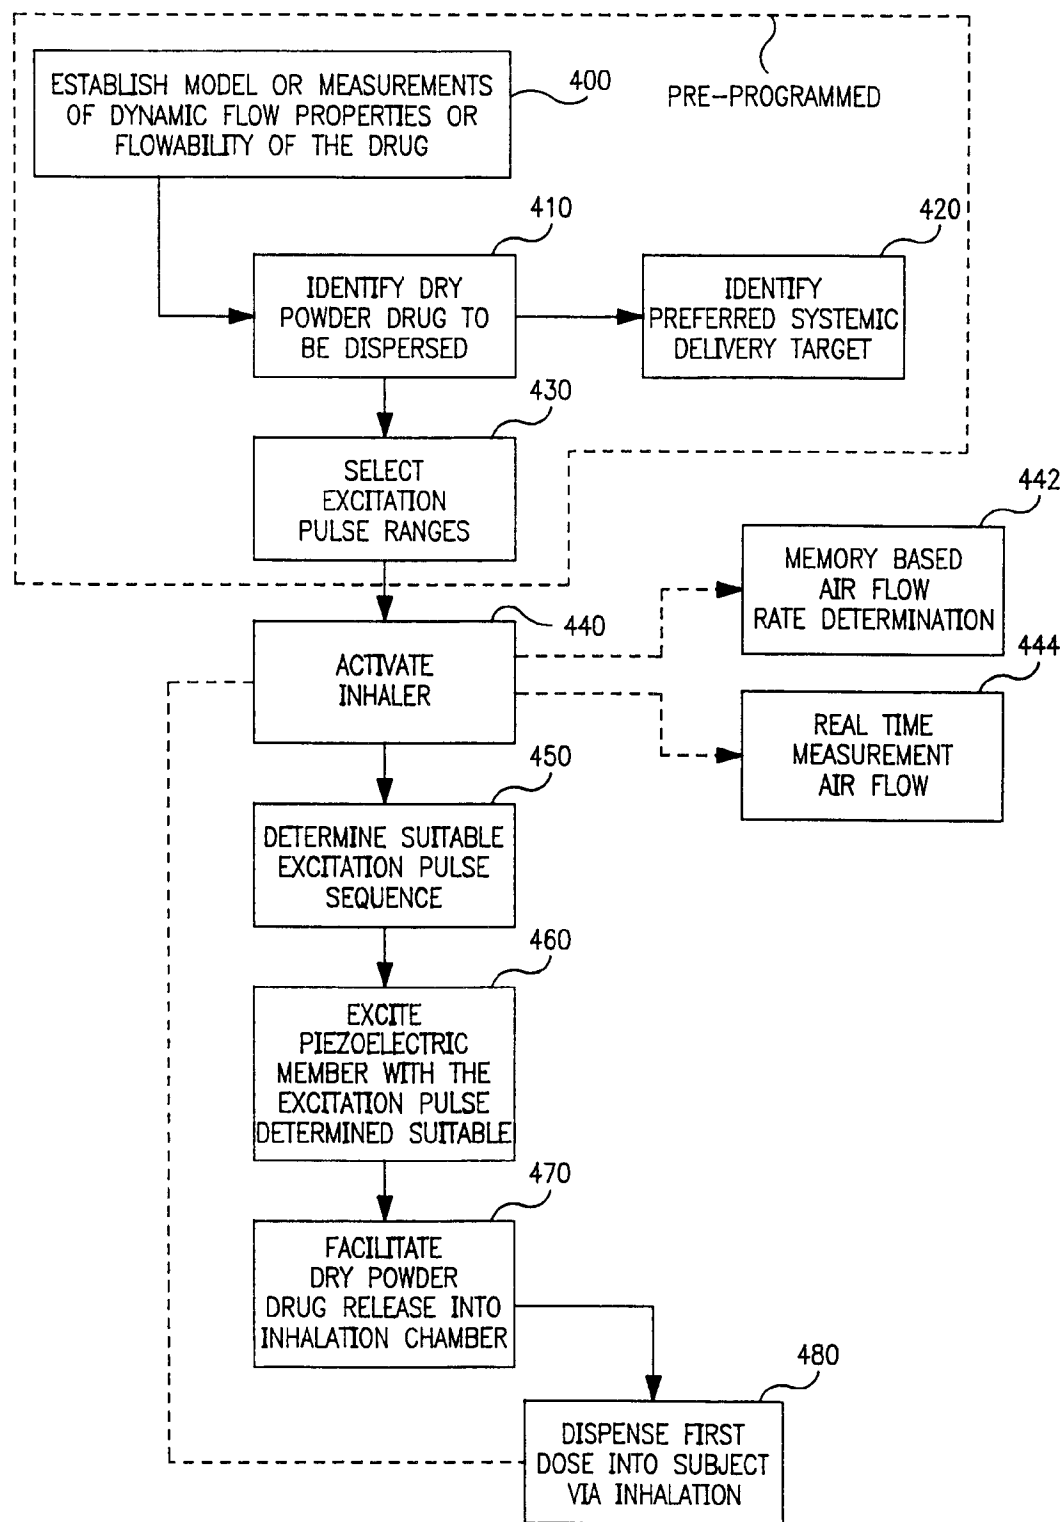 PRE-PROGRAMMED
ESTABLISH MODEL OR MEASUREMENTS
OF DYNAMIC FLOW PROPERTIES OR
FLOWABILITY OF THE DRUG
400
410
IDENTIFY DRY
POWDER DRUG TO
BE DISPERSED
420
IDENTIFY
PREFERRED SYSTEMIC
DELIVERY TARGET
430
SELECT
EXCITATION
PULSE RANGES
440
ACTIVATE
INHALER
442
MEMORY BASED
AIR FLOW
RATE DETERMINATION
444
REAL TIME
MEASUREMENT
AIR FLOW
450
DETERMINE SUITABLE
EXCITATION PULSE
SEQUENCE
460
EXCITE
PIEZOELECTRIC
MEMBER WITH THE
EXCITATION PULSE
DETERMINED SUITABLE
470
FACILITATE
DRY POWDER
DRUG RELEASE INTO
INHALATION CHAMBER
480
DISPENSE FIRST
DOSE INTO SUBJECT
VIA INHALATION